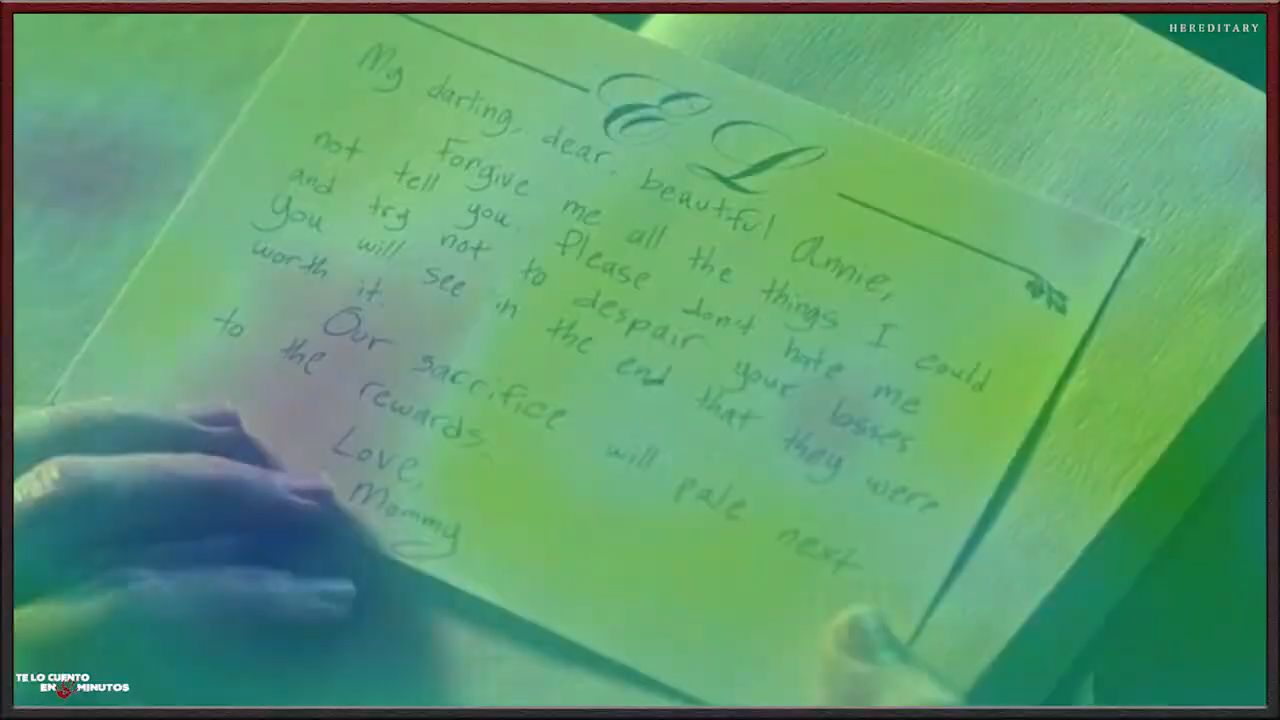 HEREDITARY
E L
My darling, dear, beautiful Annie,
Forgive me all the things I could
not tell you. Please don't hate me
and try not to despair your losses
You will see in the end that they were
worth it.
Our sacrifice will pale next
to the rewards.
Love,
Mommy
TE LO CUENTO
EN MINUTOS